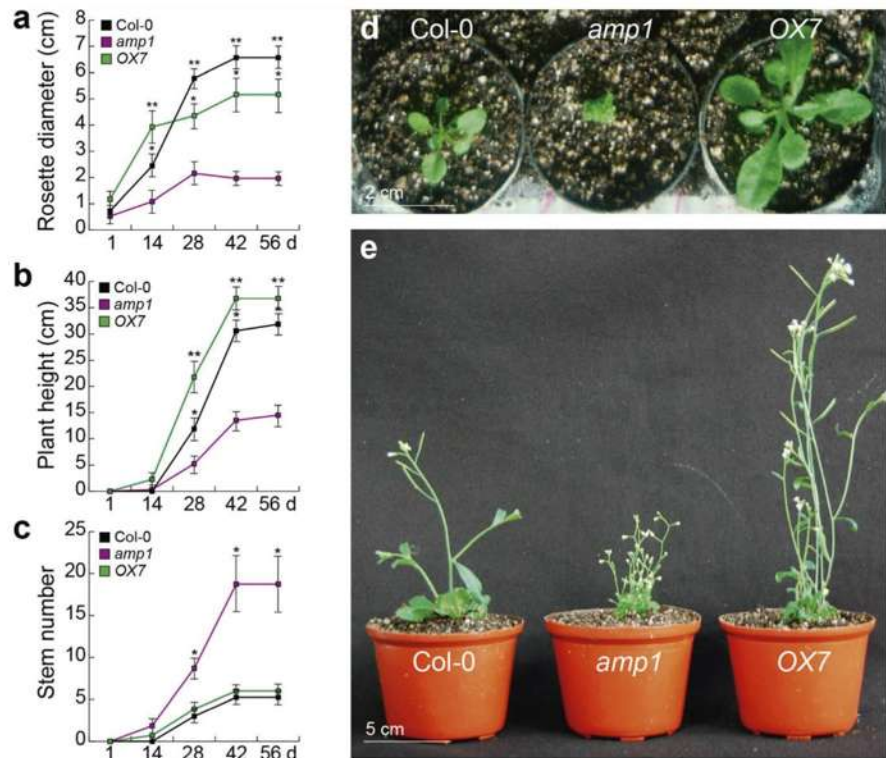 a
Rosette diameter (cm)
8
7
6
5
4
3
2
1
0
Col-0
amp1
OX7
**
*
**
*
**
*
**
*
1 14 28 42 56 d
b
Plant height (cm)
40
35
30
25
20
15
10
5
0
Col-0
amp1
OX7
**
*
**
*
**
*
1 14 28 42 56 d
c
Stem number
25
20
15
10
5
0
Col-0
amp1
OX7
*
*
*
1 14 28 42 56 d
d
Col-0 amp1 OX7
2 cm
e
Col-0 amp1 OX7
5 cm